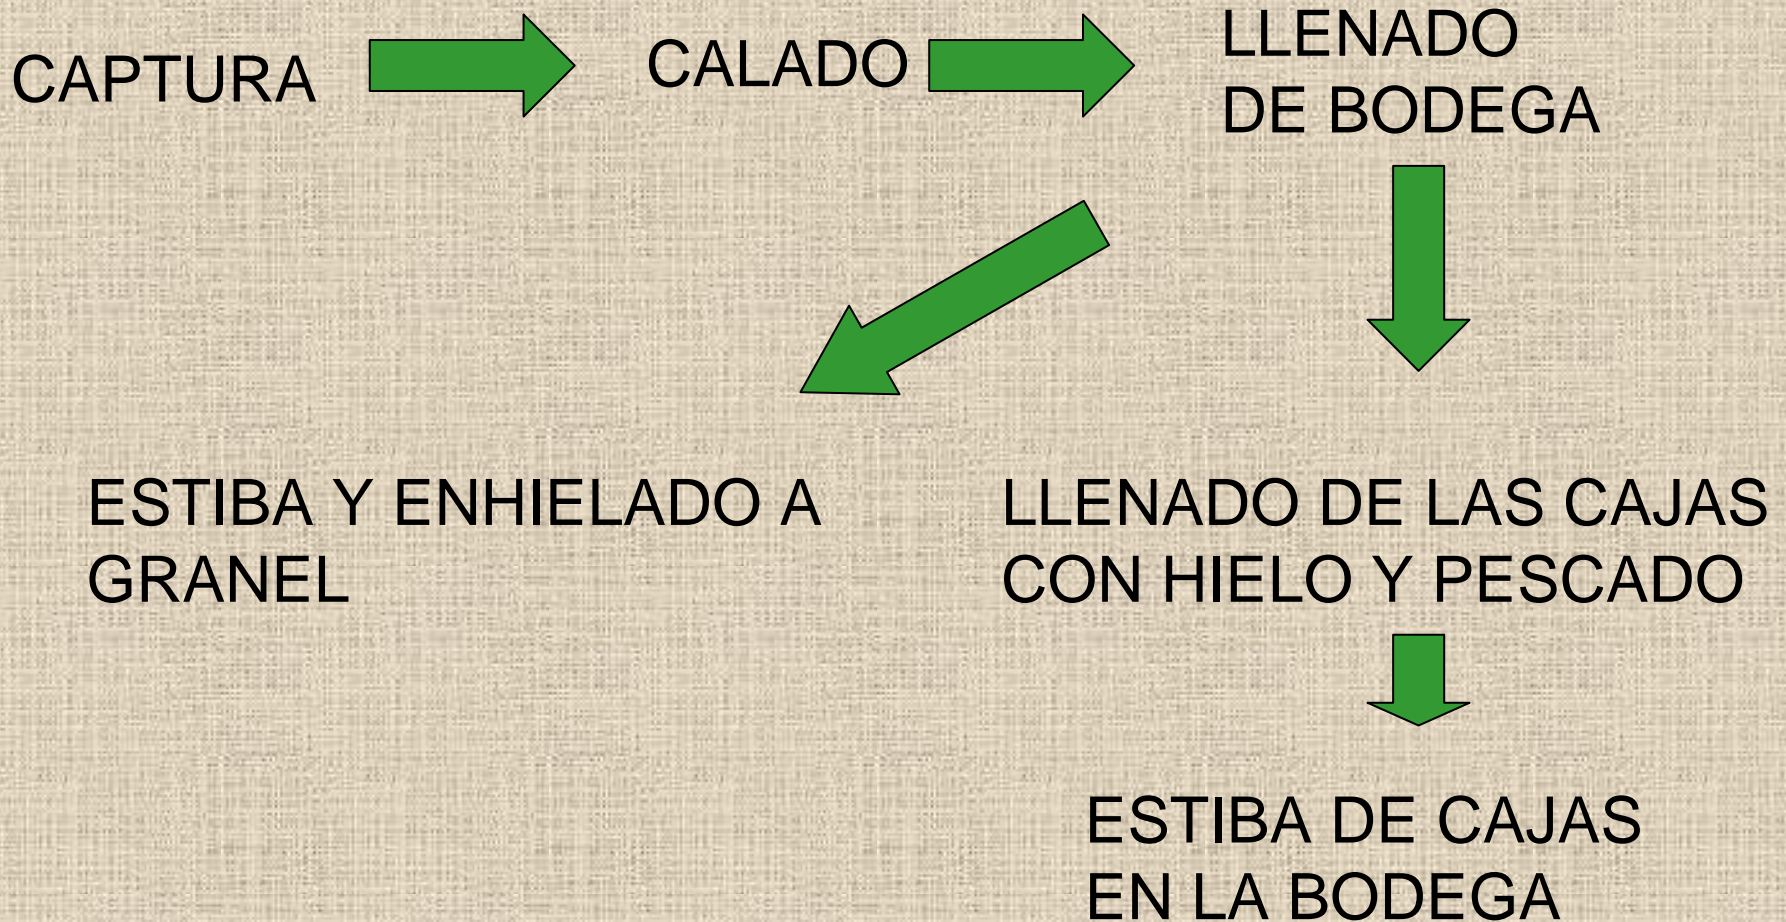 CAPTURA
CALADO
LLENADO
DE BODEGA
ESTIBA Y ENHIELADO A
GRANEL
LLENADO DE LAS CAJAS
CON HIELO Y PESCADO
ESTIBA DE CAJAS
EN LA BODEGA